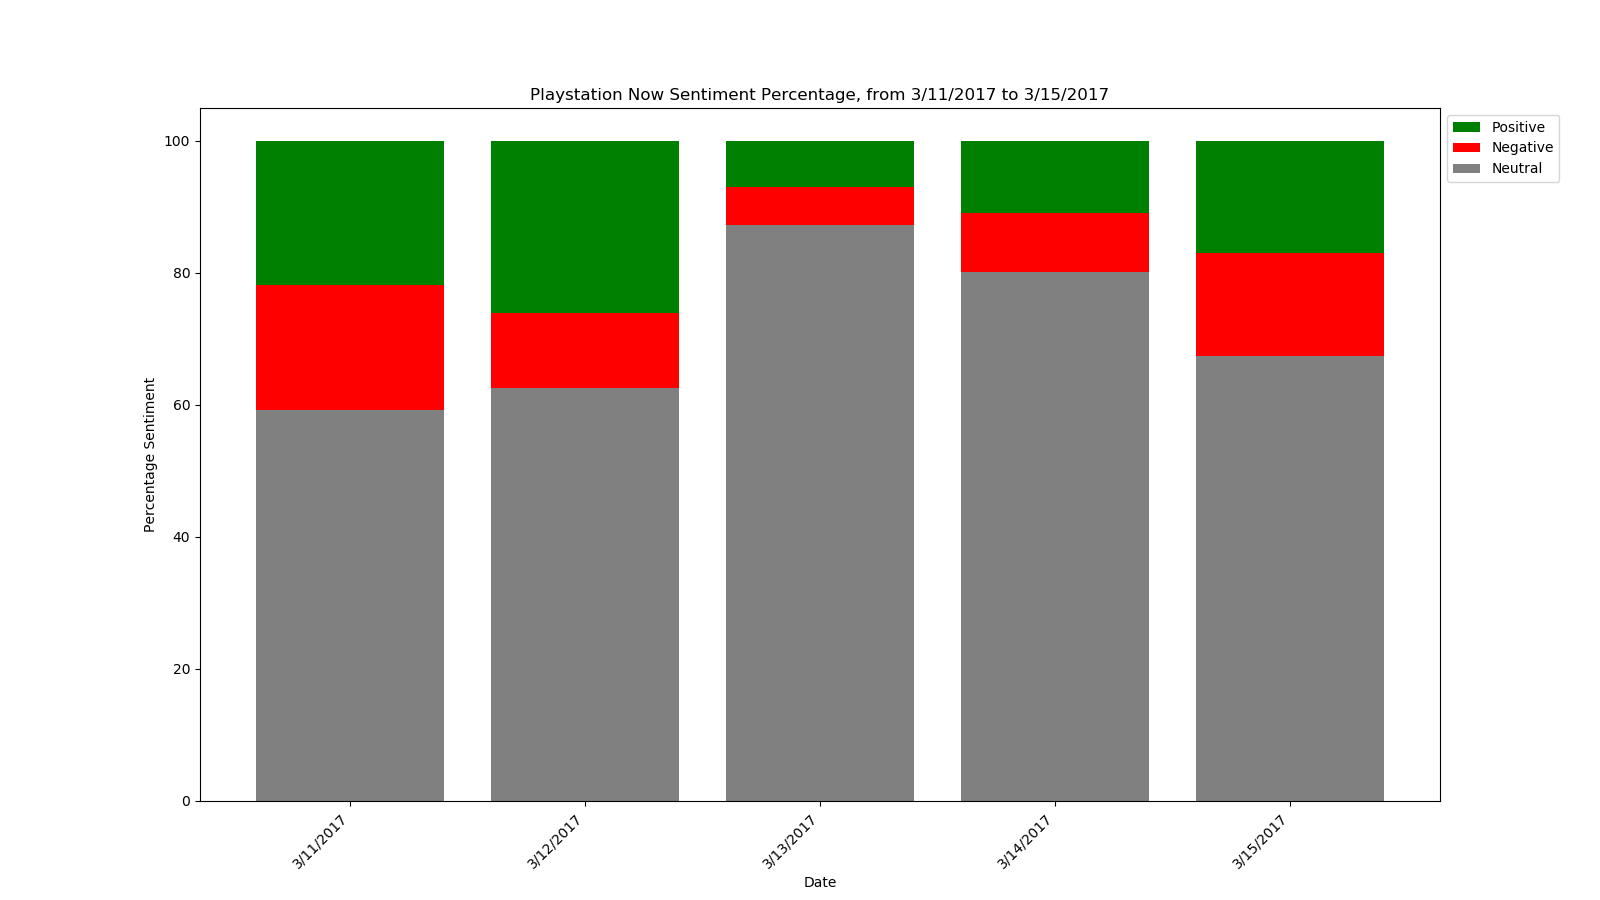 Playstation Now Sentiment Percentage, from 3/11/2017 to 3/15/2017
Positive
Negative
Neutral
100
80
60
40
20
0
Percentage Sentiment
3/11/2017
3/12/2017
3/13/2017
3/14/2017
3/15/2017
Date